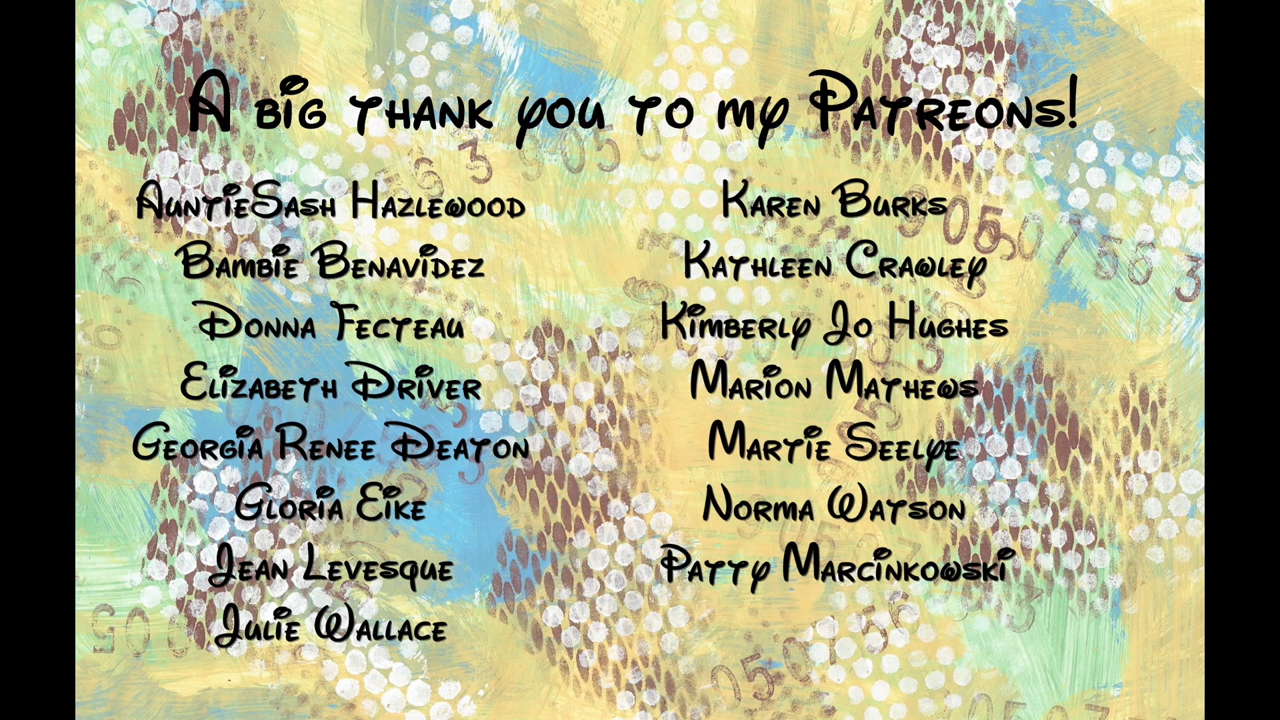 A big thank you to my Patreons!
AuntieSash Hazlewood
Bambie Benavidez
Donna Fecteau
Elizabeth Driver
Georgia Renee Deaton
Gloria Eike
Jean Levesque
Julie Wallace
Karen Burks
Kathleen Crawley
Kimberly Jo Hughes
Marion Mathews
Martie Seelye
Norma Watson
Patty Marcinkowski